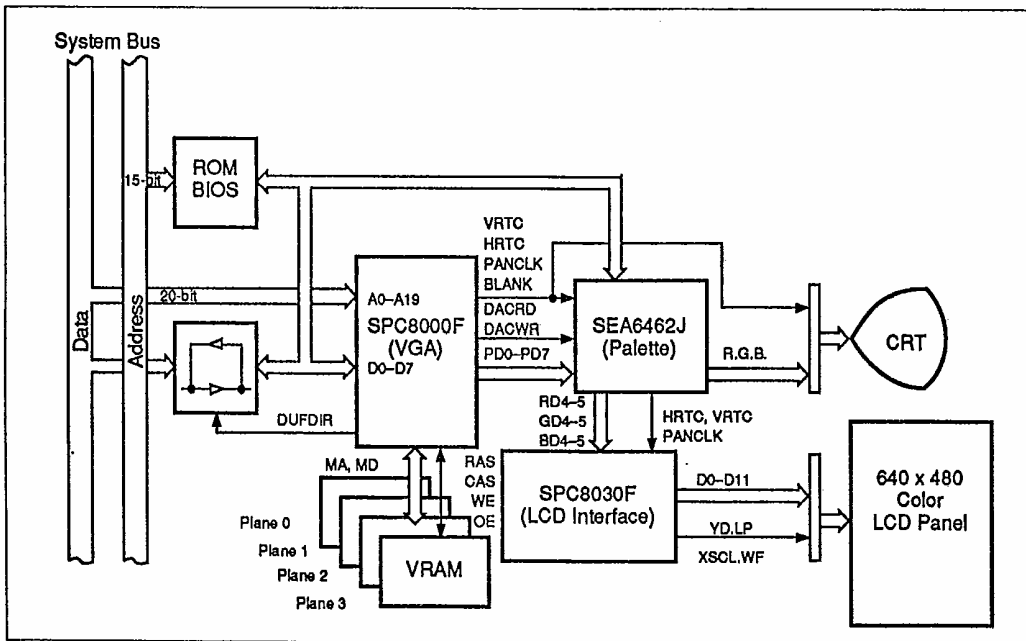 System Bus
Data
Address
15-bit
ROM
BIOS
20-bit
A0–A19
SPC8000F
(VGA)
D0–D7
DUFDIR
VRTC
HRTC
PANCLK
BLANK
DACRD
DACWR
PD0–PD7
SEA6462J
(Palette)
R.G.B.
CRT
RD4–5
GD4–5
BD4–5
HRTC, VRTC
PANCLK
MA, MD
RAS
CAS
WE
OE
Plane 0
Plane 1
Plane 2
Plane 3
VRAM
SPC8030F
(LCD Interface)
D0–D11
YD.LP
XSCL.WF
640 x 480
Color
LCD Panel